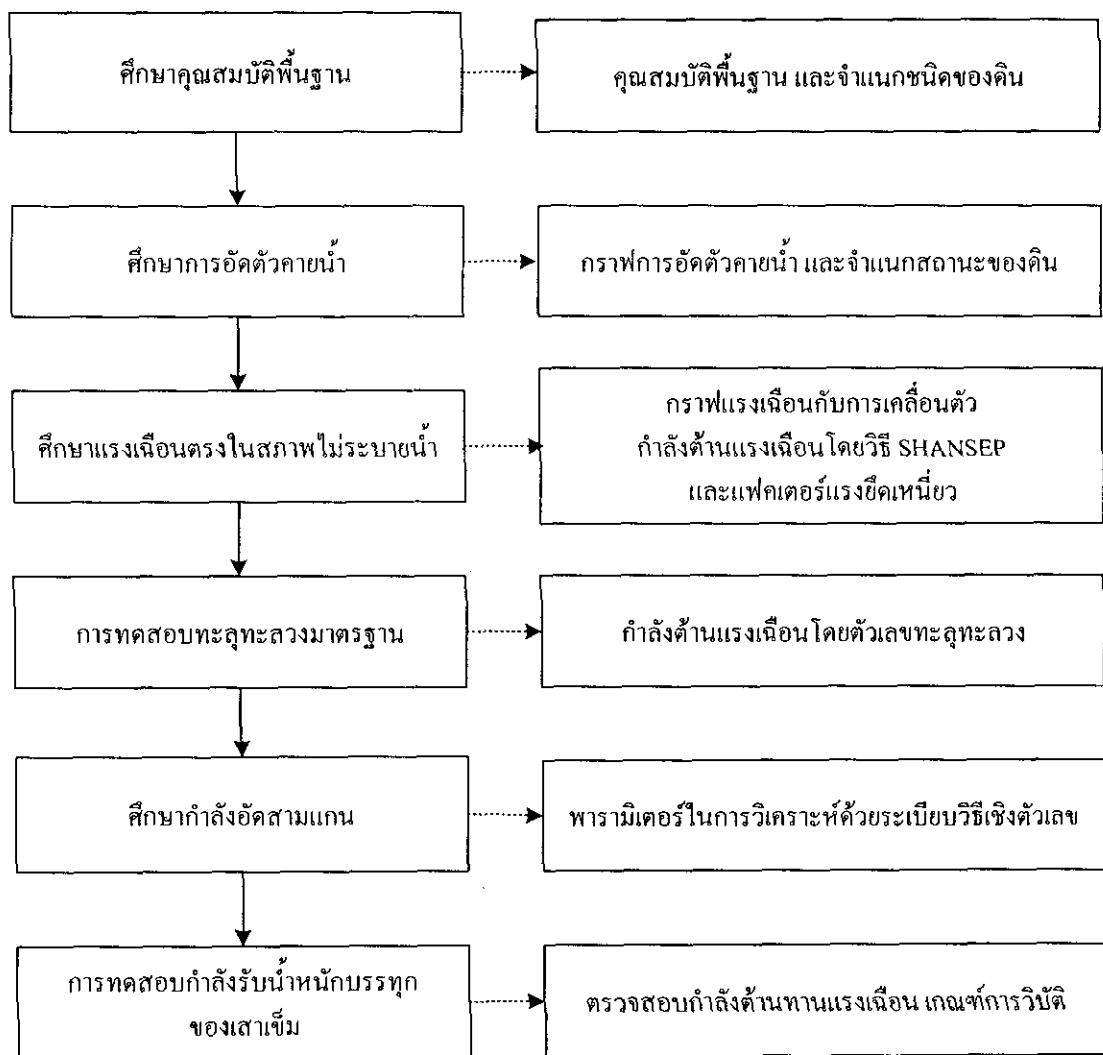 ศึกษาคุณสมบัติพื้นฐาน
คุณสมบัติพื้นฐาน และจำแนกชนิดของดิน
ศึกษาการอัดตัวคายน้ำ
กราฟการอัดตัวคายน้ำ และจำแนกสถานะของดิน
ศึกษาแรงเฉือนตรงในสภาพไม่ระบายน้ำ
กราฟแรงเฉือนกับการเคลื่อนตัว
กำลังต้านแรงเฉือนโดยวิธี SHANSEP
และแฟคเตอร์แรงยึดเหนี่ยว
การทดสอบทะลุทะลวงมาตรฐาน
กำลังต้านแรงเฉือนโดยตัวเลขทะลุทะลวง
ศึกษากำลังอัดสามแกน
พารามิเตอร์ในการวิเคราะห์ด้วยระเบียบวิธีเชิงตัวเลข
การทดสอบกำลังรับน้ำหนักบรรทุก
ของเสาเข็ม
ตรวจสอบกำลังต้านทานแรงเฉือน เกณฑ์การวิบัติ